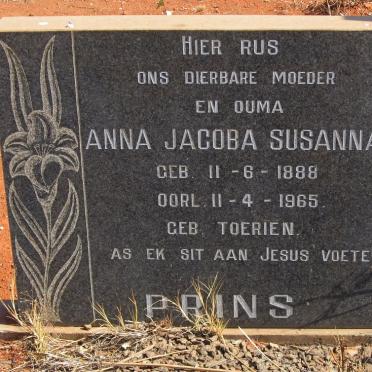 HIER RUS
ONS DIERBARE MOEDER
EN OUMA
ANNA JACOBA SUSANNA
GEB. 11 - 6 - 1888
OORL. 11 - 4 - 1965.
GEB. TOERIEN.
AS EK SIT AAN JESUS VOETE
PRINS